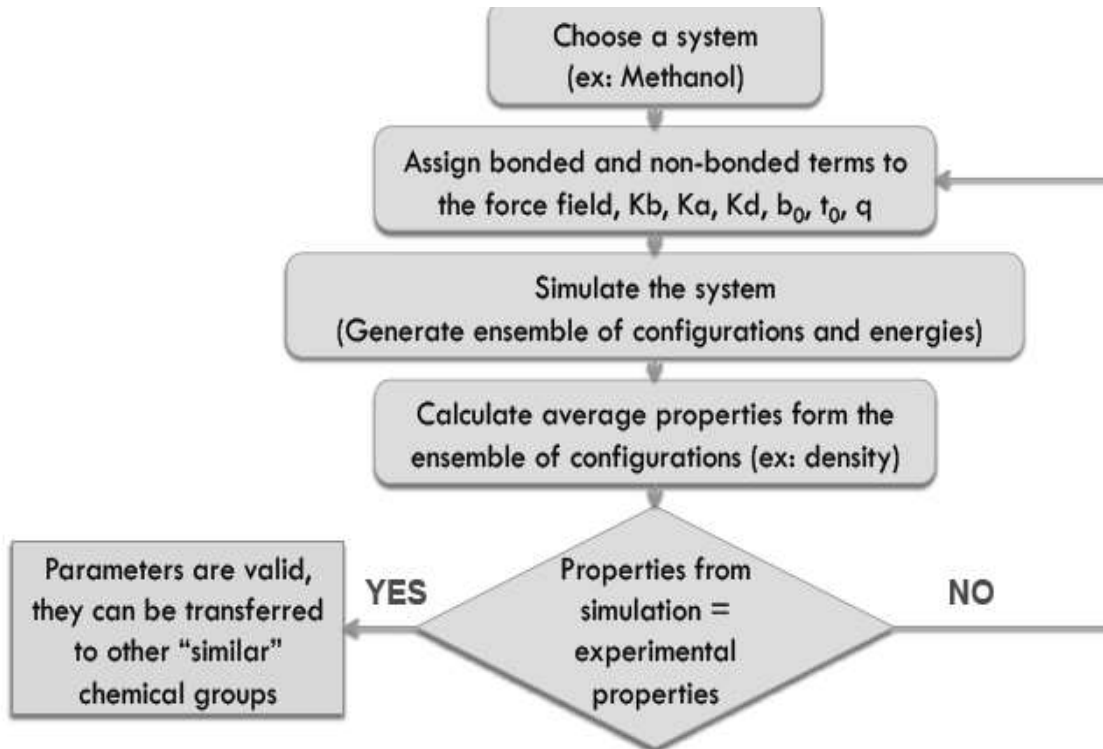 Choose a system
(ex: Methanol)
Assign bonded and non-bonded terms to
the force field, Kb, Ka, Kd, b₀, t₀, q
Simulate the system
(Generate ensemble of configurations and energies)
Calculate average properties form the
ensemble of configurations (ex: density)
Properties from
simulation =
experimental
properties
YES
NO
Parameters are valid,
they can be transferred
to other “similar”
chemical groups